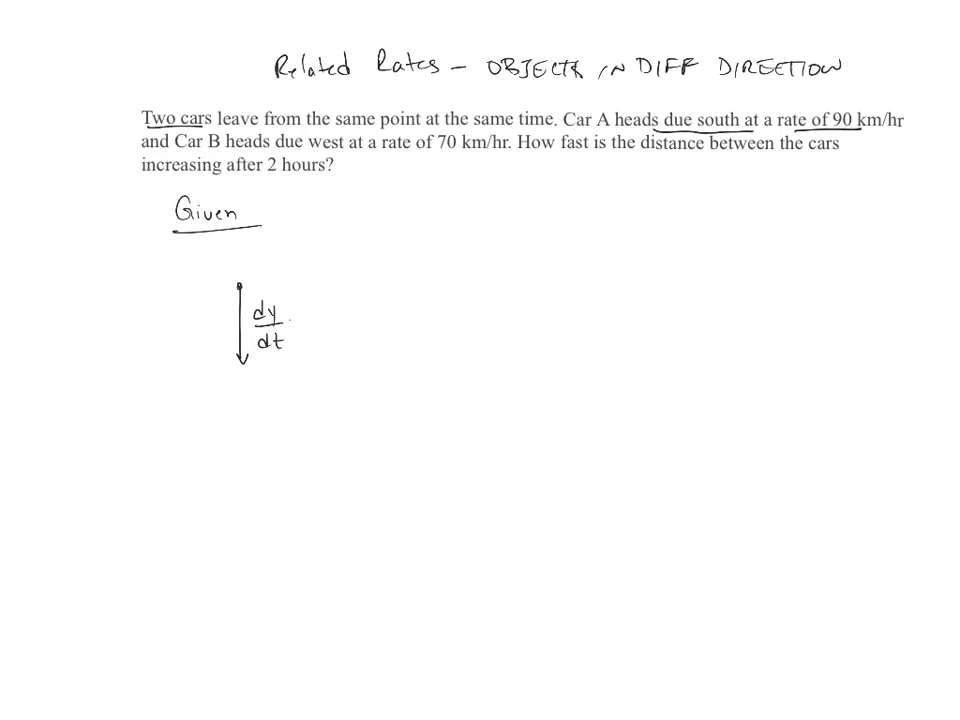 Related Rates - OBJECTS IN DIFF DIRECTION
Two cars leave from the same point at the same time. Car A heads due south at a rate of 90 km/hr
and Car B heads due west at a rate of 70 km/hr. How fast is the distance between the cars
increasing after 2 hours?
Given
dy
dt